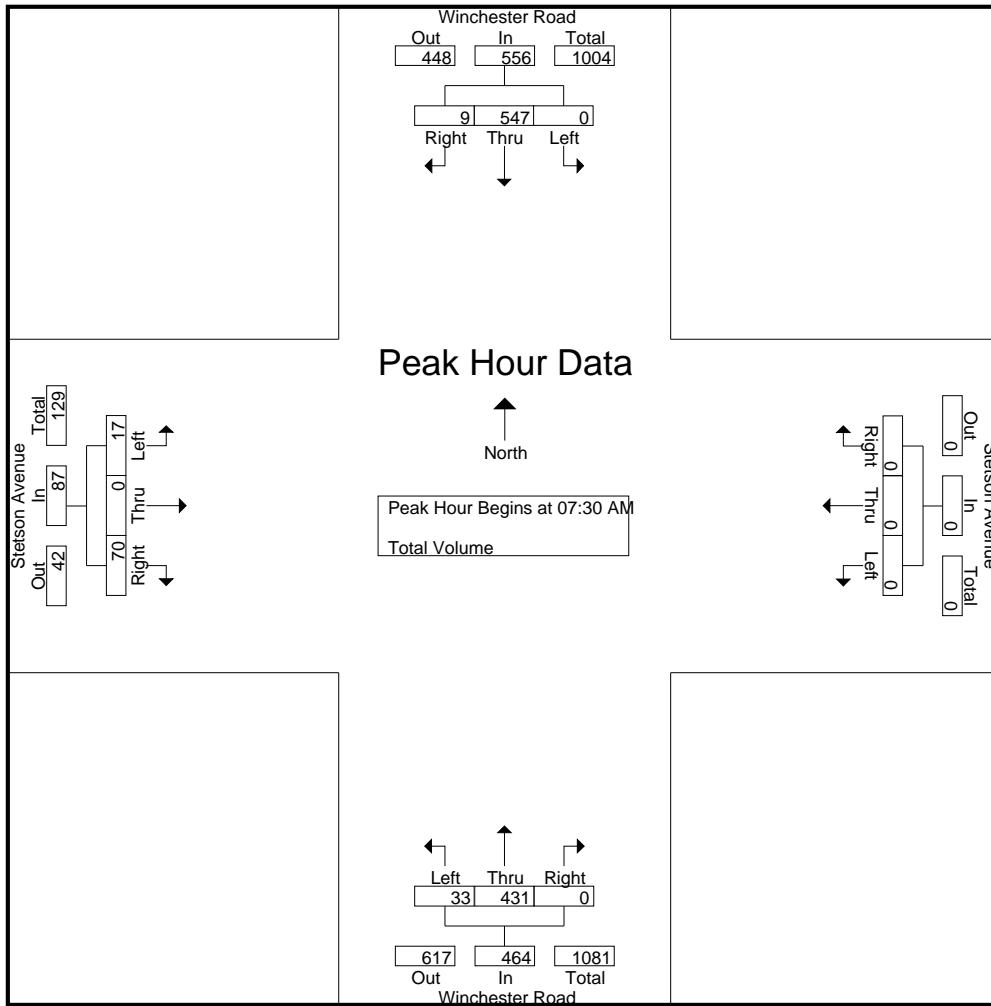 Winchester Road
Out In Total
448 556 1004
9 547 0
Right Thru Left
Peak Hour Data
North
Peak Hour Begins at 07:30 AM
Total Volume
Stetson Avenue
Out In Total
42 87 129
Right Thru Left
70 0 17
Stetson Avenue
Out In Total
0 0 0
Right Thru Left
0 0 0
Left Thru Right
33 431 0
617 464 1081
Out In Total
Winchester Road